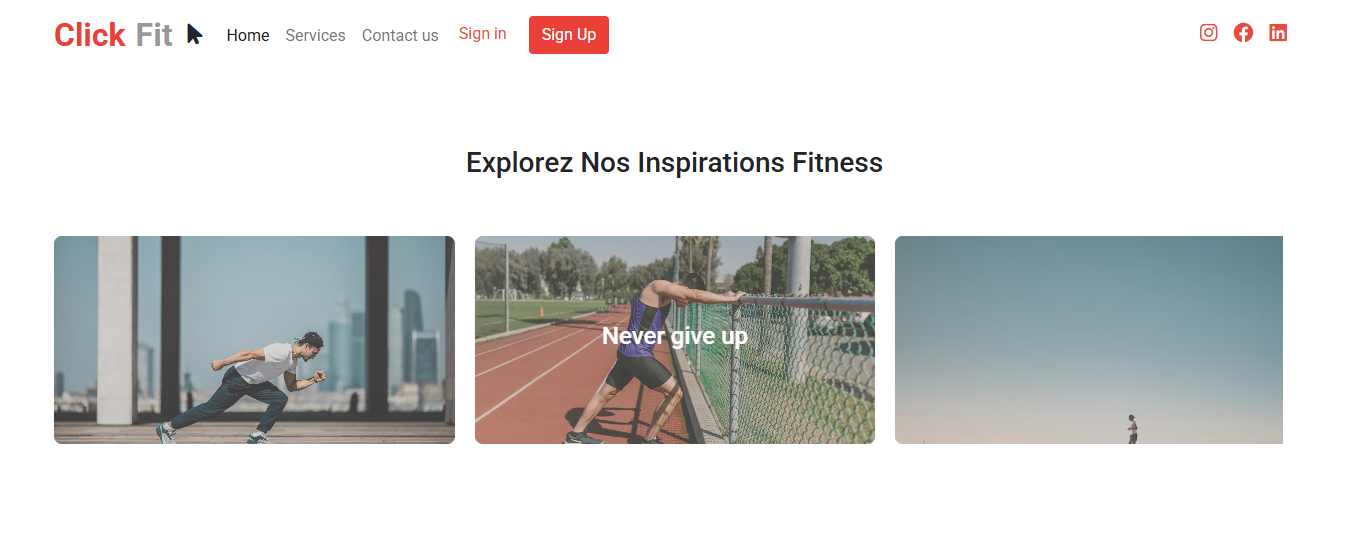 Click Fit Home Services Contact us Sign in Sign Up
Explorez Nos Inspirations Fitness
Never give up